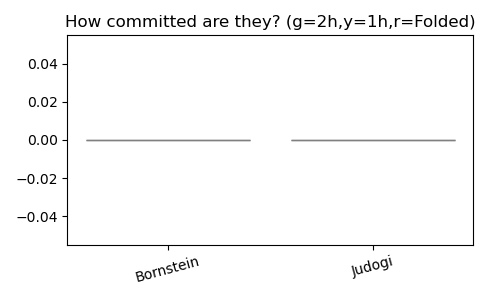 How committed are they? (g=2h,y=1h,r=Folded)
0.04
0.02
0.00
−0.02
−0.04
Bornstein
Judogi